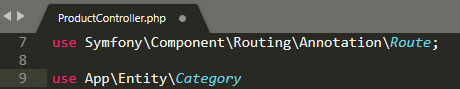 ProductController.php
7 use Symfony\Component\Routing\Annotation\Route;
8
9 use App\Entity\Category